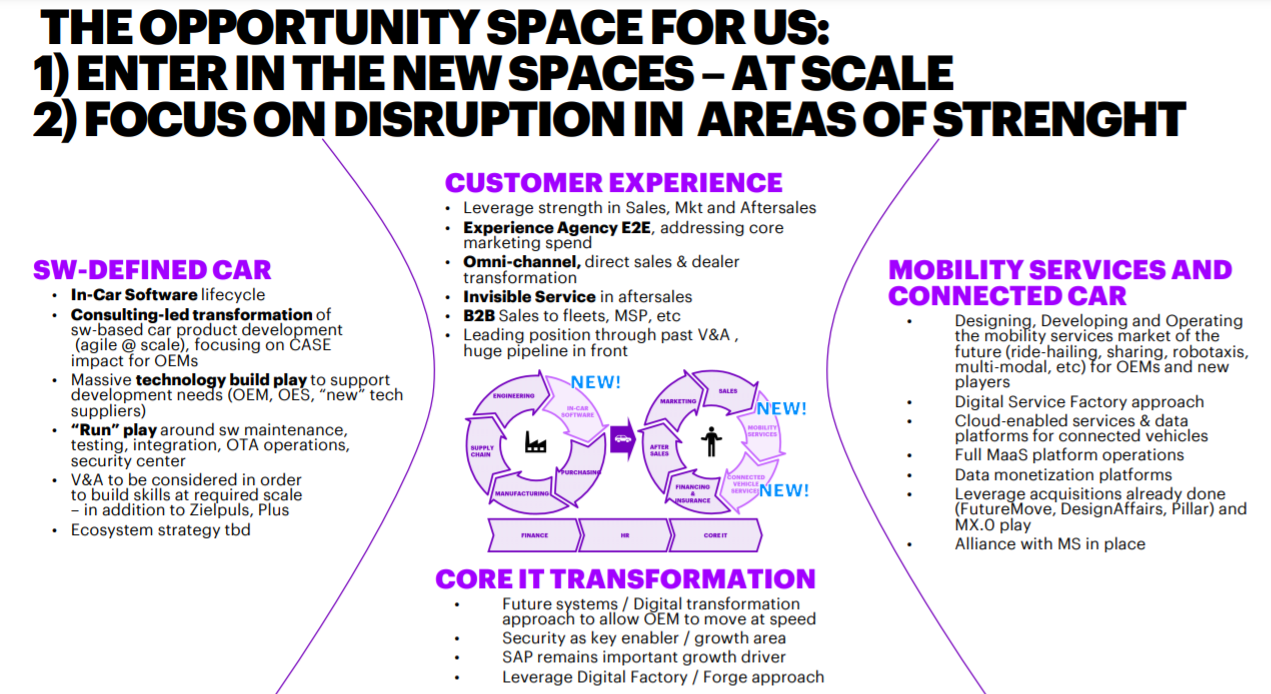 THE OPPORTUNITY SPACE FOR US:
1) ENTER IN THE NEW SPACES – AT SCALE
2) FOCUS ON DISRUPTION IN AREAS OF STRENGHT
SW-DEFINED CAR
• In-Car Software lifecycle
• Consulting-led transformation of
sw-based car product development
(agile @ scale), focusing on CASE
impact for OEMs
• Massive technology build play to support
development needs (OEM, OES, “new” tech
suppliers)
• “Run” play around sw maintenance,
testing, integration, OTA operations,
security center
• V&A to be considered in order
to build skills at required scale
– in addition to Zielpuls, Plus
• Ecosystem strategy tbd
CUSTOMER EXPERIENCE
• Leverage strength in Sales, Mkt and Aftersales
• Experience Agency E2E, addressing core
marketing spend
• Omni-channel, direct sales & dealer
transformation
• Invisible Service in aftersales
• B2B Sales to fleets, MSP, etc
• Leading position through past V&A ,
huge pipeline in front
NEW!
ENGINEERING
IN-CAR
SOFTWARE
PURCHASING
MANUFACTURING
SUPPLY
CHAIN
MARKETING
SALES
NEW!
MOBILITY
SERVICES
CONNECTED
VEHICLE
SERVICES
NEW!
FINANCING
&
INSURANCE
AFTER
SALES
FINANCE
HR
CORE IT
CORE IT TRANSFORMATION
• Future systems / Digital transformation
approach to allow OEM to move at speed
• Security as key enabler / growth area
• SAP remains important growth driver
• Leverage Digital Factory / Forge approach
MOBILITY SERVICES AND
CONNECTED CAR
• Designing, Developing and Operating
the mobility services market of the
future (ride-hailing, sharing, robotaxis,
multi-modal, etc) for OEMs and new
players
• Digital Service Factory approach
• Cloud-enabled services & data
platforms for connected vehicles
• Full MaaS platform operations
• Data monetization platforms
• Leverage acquisitions already done
(FutureMove, DesignAffairs, Pillar) and
MX.0 play
• Alliance with MS in place